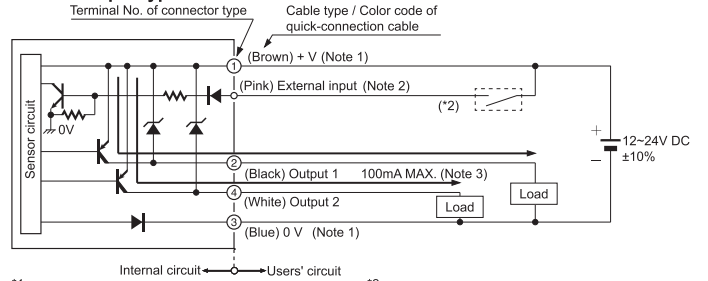 Terminal No. of connector type
Cable type / Color code of
quick-connection cable
1
(Brown) + V (Note 1)
(Pink) External input (Note 2)
(*2)
Sensor circuit
0V
+
12~24V DC
–
±10%
2
(Black) Output 1
100mA MAX. (Note 3)
4
Load
Load
(White) Output 2
3
(Blue) 0 V (Note 1)
Internal circuit
Users' circuit